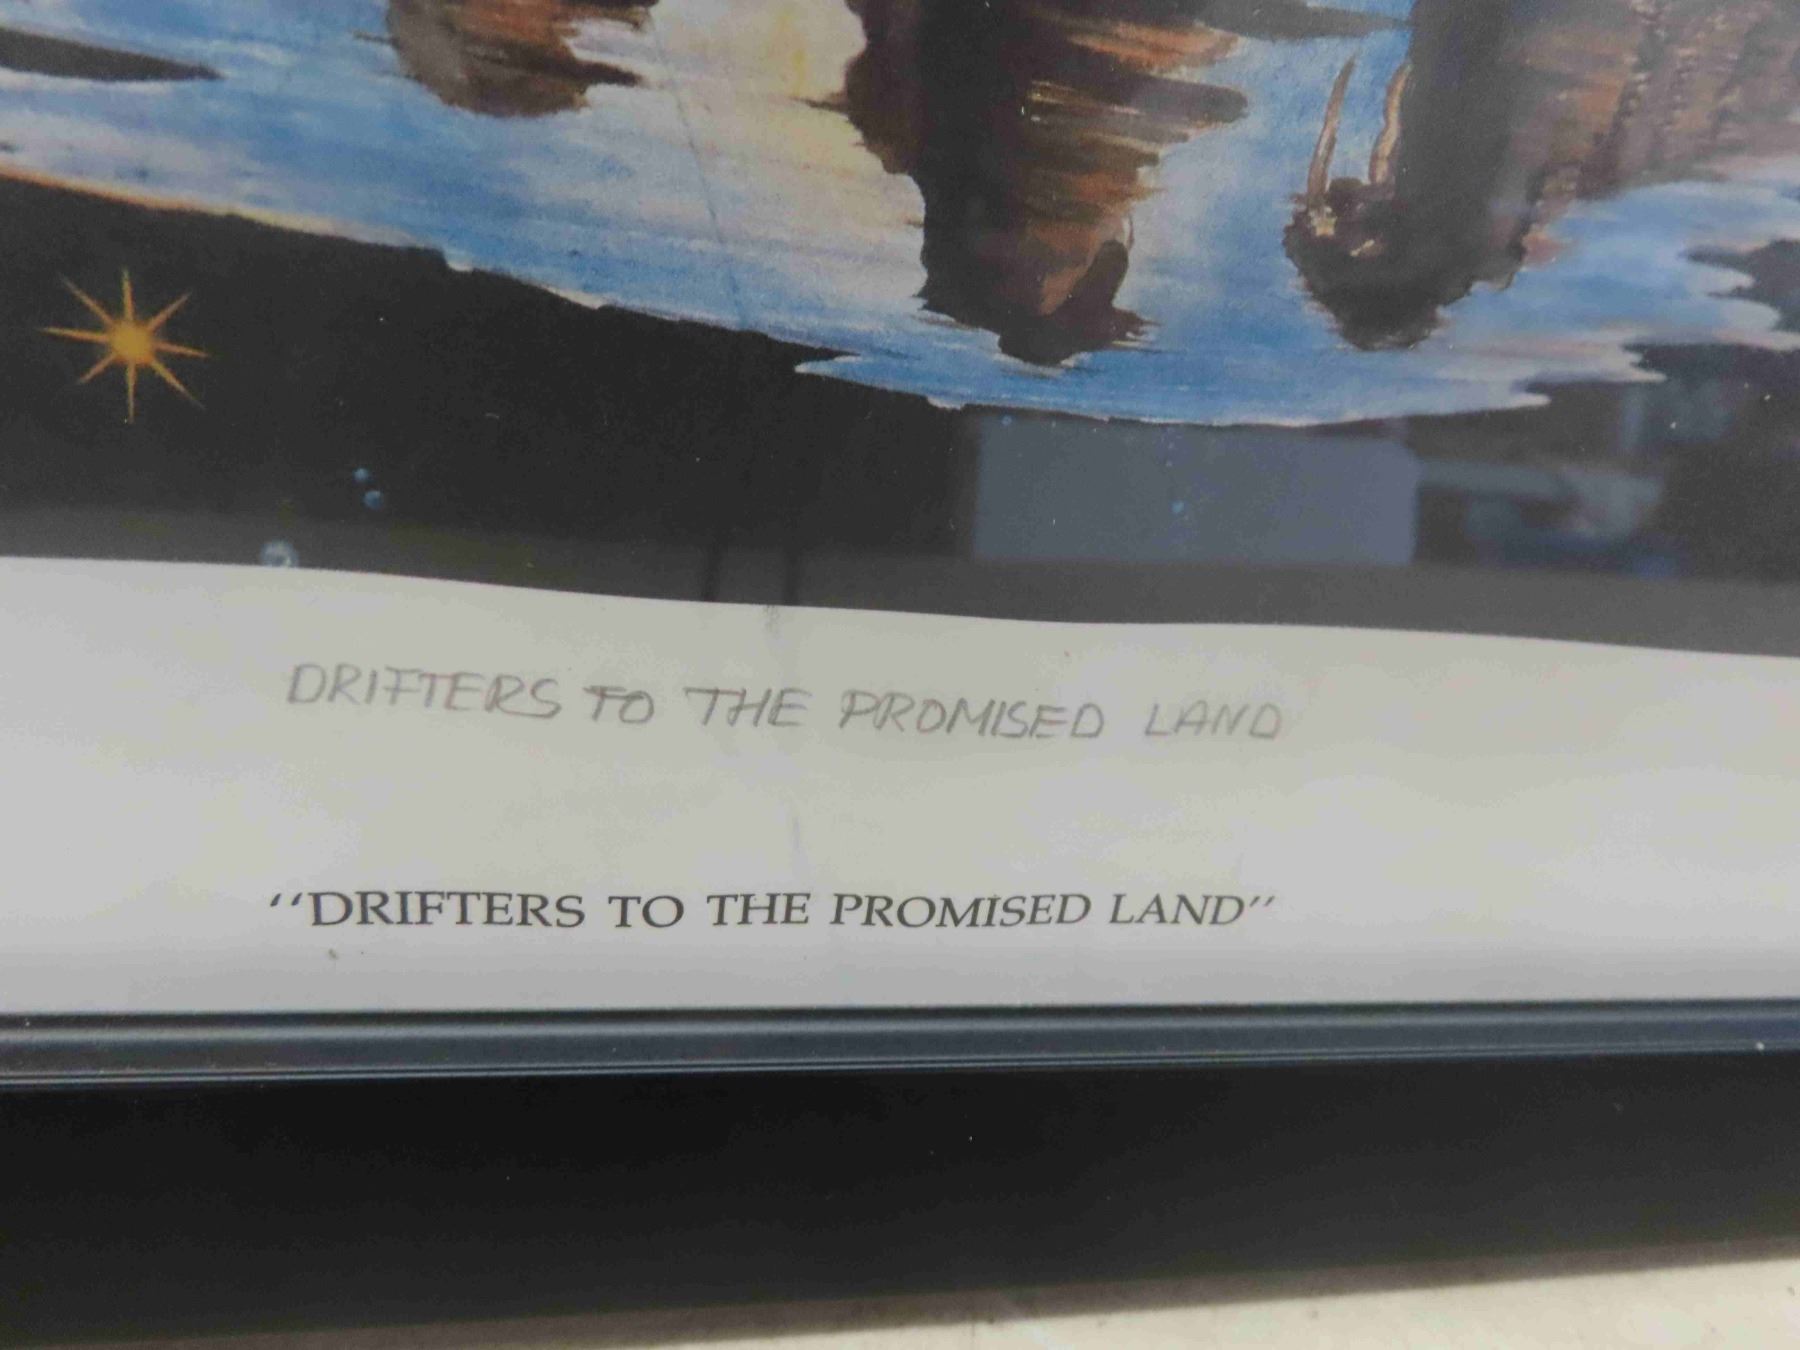 DRIFTERS TO THE PROMISED LAND
‘‘DRIFTERS TO THE PROMISED LAND’’